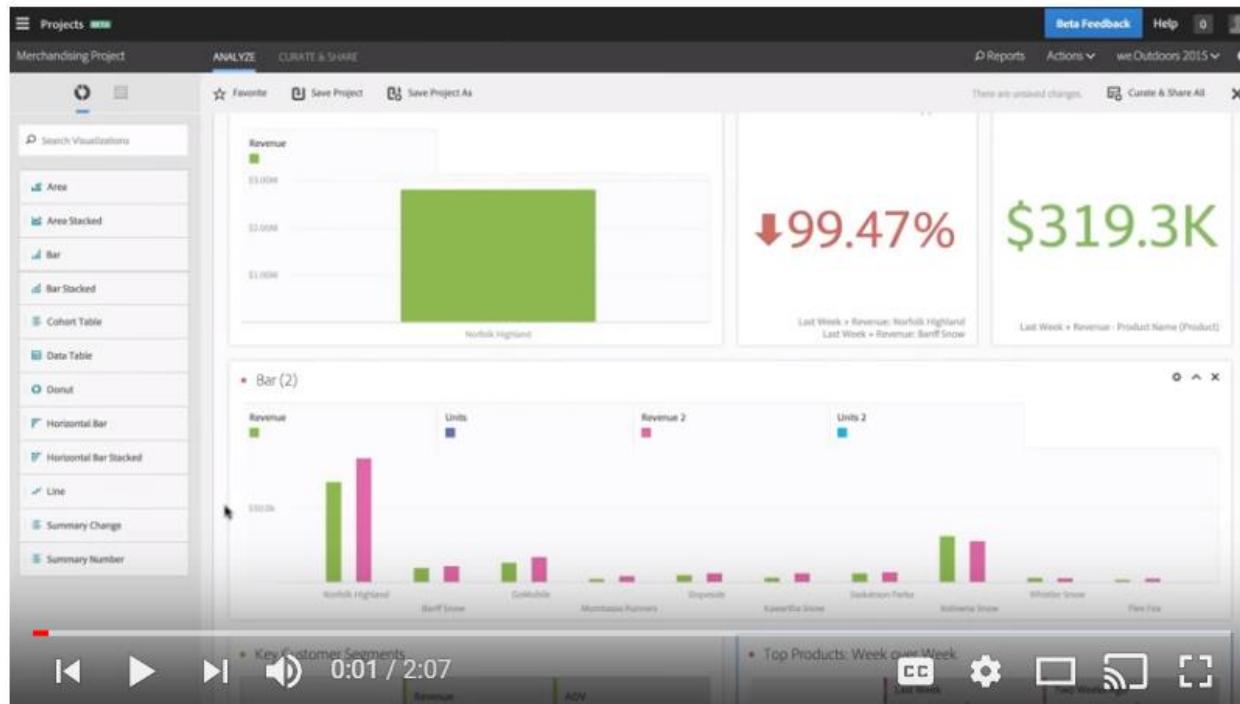 Projects BETA
Beta Feedback
Help
0
Merchandising Project
ANALYZE
CURATE & SHARE
Reports
Actions
we.Outdoors 2015
Favorite
Save Project
Save Project As
There are unsaved changes.
Curate & Share All
Search Visualizations
Area
Area Stacked
Bar
Bar Stacked
Cohort Table
Data Table
Donut
Horizontal Bar
Horizontal Bar Stacked
Line
Summary Change
Summary Number
Revenue
$3.00M
$2.00M
$1.00M
Norfolk Highland
99.47%
Last Week + Revenue: Norfolk Highland
Last Week + Revenue: Banff Snow
$319.3K
Last Week + Revenue - Product Name (Product)
Bar (2)
Revenue
Units
Revenue 2
Units 2
$50.0k
Norfolk Highland
Banff Snow
GoMobile
Mombassa Runners
Kawartha Snow
Saskatoon Parka
Whistler Snow
Key Customer Segments
Top Products: Week over Week
Revenue
AOV
Last Week
0:01 / 2:07
CC